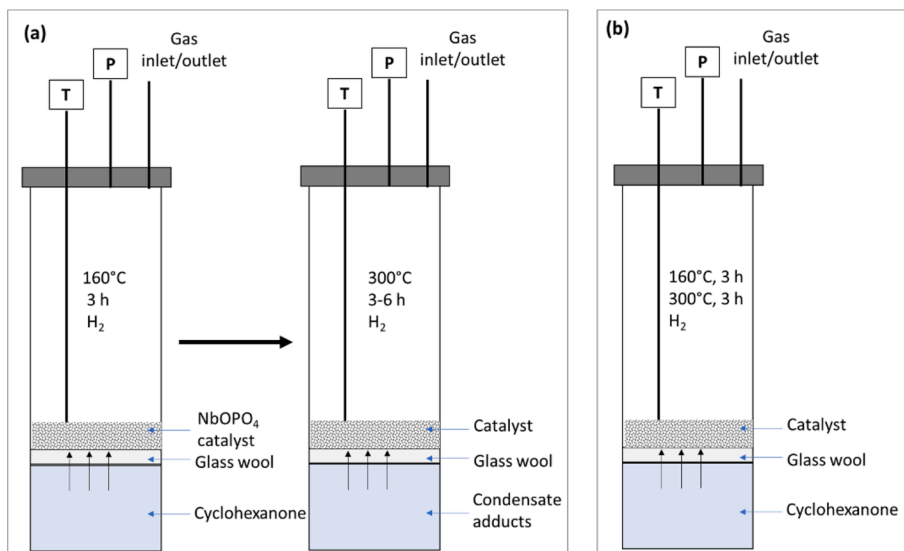 (a)
Gas
inlet/outlet
P
T
160°C
3 h
H₂
NbOPO₄
catalyst
Glass wool
Cyclohexanone
Gas
inlet/outlet
P
T
300°C
3-6 h
H₂
Catalyst
Glass wool
Condensate
adducts
(b)
Gas
inlet/outlet
P
T
160°C, 3 h
300°C, 3 h
H₂
Catalyst
Glass wool
Cyclohexanone